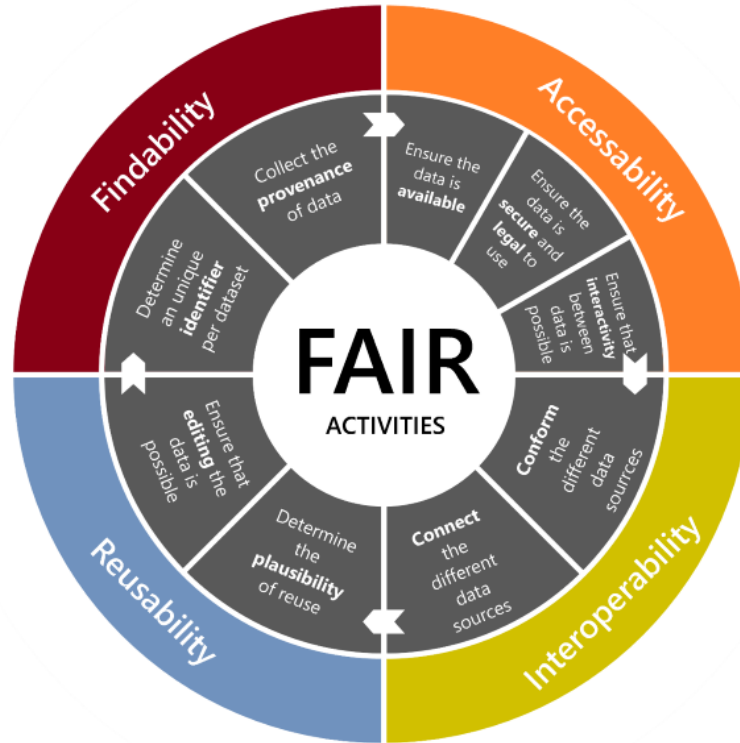 Findability
Accessability
Interoperability
Reusability
FAIR
ACTIVITIES
Determine
an unique
identifier
per dataset
Collect the
provenance
of data
Ensure the
data is
available
Ensure the
data is
secure and
legal to
use
Ensure that
interactivity
between
data is
possible
Conform
the
different
data
sources
Connect
the
different
data
sources
Determine
the
plausibility
of reuse
Ensure that
editing the
data is
possible